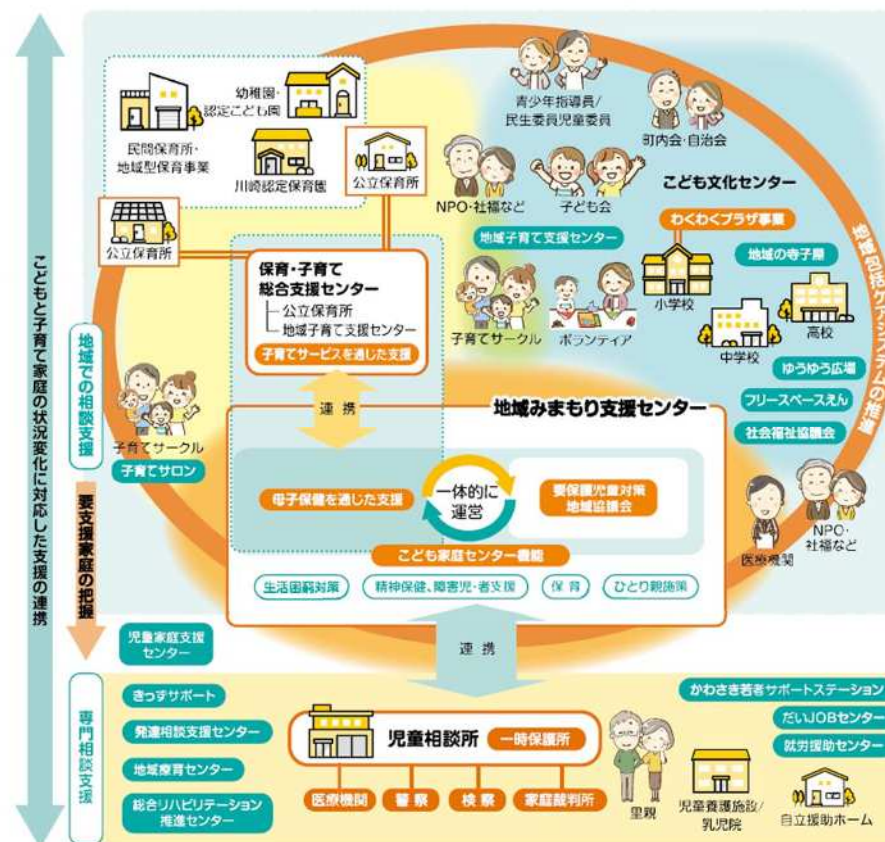 こどもと子育て家庭の状況変化に対応した支援の連携
幼稚園・
認定こども園
民間保育所・
地域型保育事業
川崎認定保育園
公立保育所
公立保育所
青少年指導員/
民生委員児童委員
町内会・自治会
NPO・社福など
子ども会
こども文化センター
わくわくプラザ事業
地域子育て支援センター
地域の寺子屋
小学校
高校
中学校
子育てサークル
ボランティア
ゆうゆう広場
フリースペースえん
社会福祉協議会
地域包括ケアシステムの推進
保育・子育て
総合支援センター
公立保育所
地域子育て支援センター
子育てサービスを通じた支援
地域での相談支援
子育てサークル
子育てサロン
連携
地域みまもり支援センター
母子保健を通じた支援
一体的に
運営
要保護児童対策
地域協議会
こども家庭センター機能
生活困窮対策
精神保健、障害児・者支援
保育
ひとり親施策
医療機関
NPO・
社福など
要支援家庭の把握
連携
児童家庭支援
センター
専門相談支援
きっずサポート
発達相談支援センター
地域療育センター
総合リハビリテーション
推進センター
児童相談所
一時保護所
医療機関
警察
検察
家庭裁判所
里親
児童養護施設/
乳児院
かわさき若者サポートステーション
だいJOBセンター
就労援助センター
自立援助ホーム